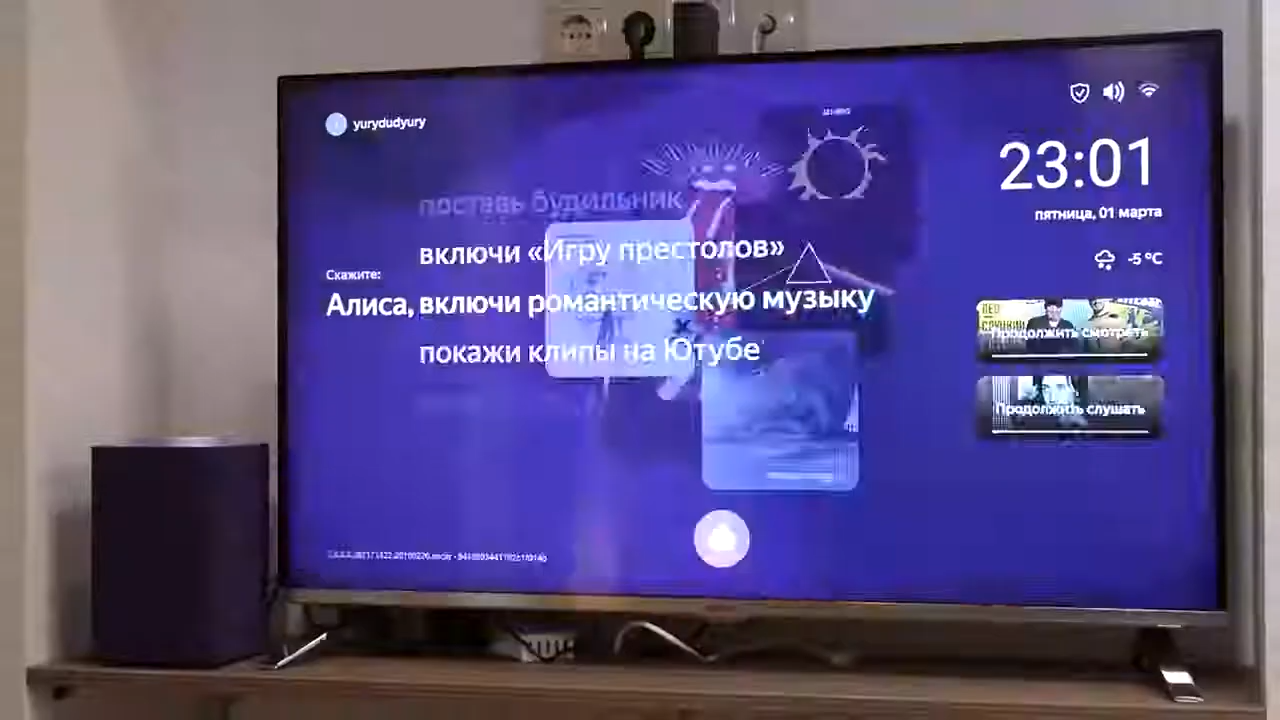 yurydudyury
23:01
пятница, 01 марта
-5 °C
поставь будильник
включи «Игру престолов»
Скажите:
Алиса, включи романтическую музыку
покажи клипы на Ютубе
Продолжить смотреть
Продолжить слушать